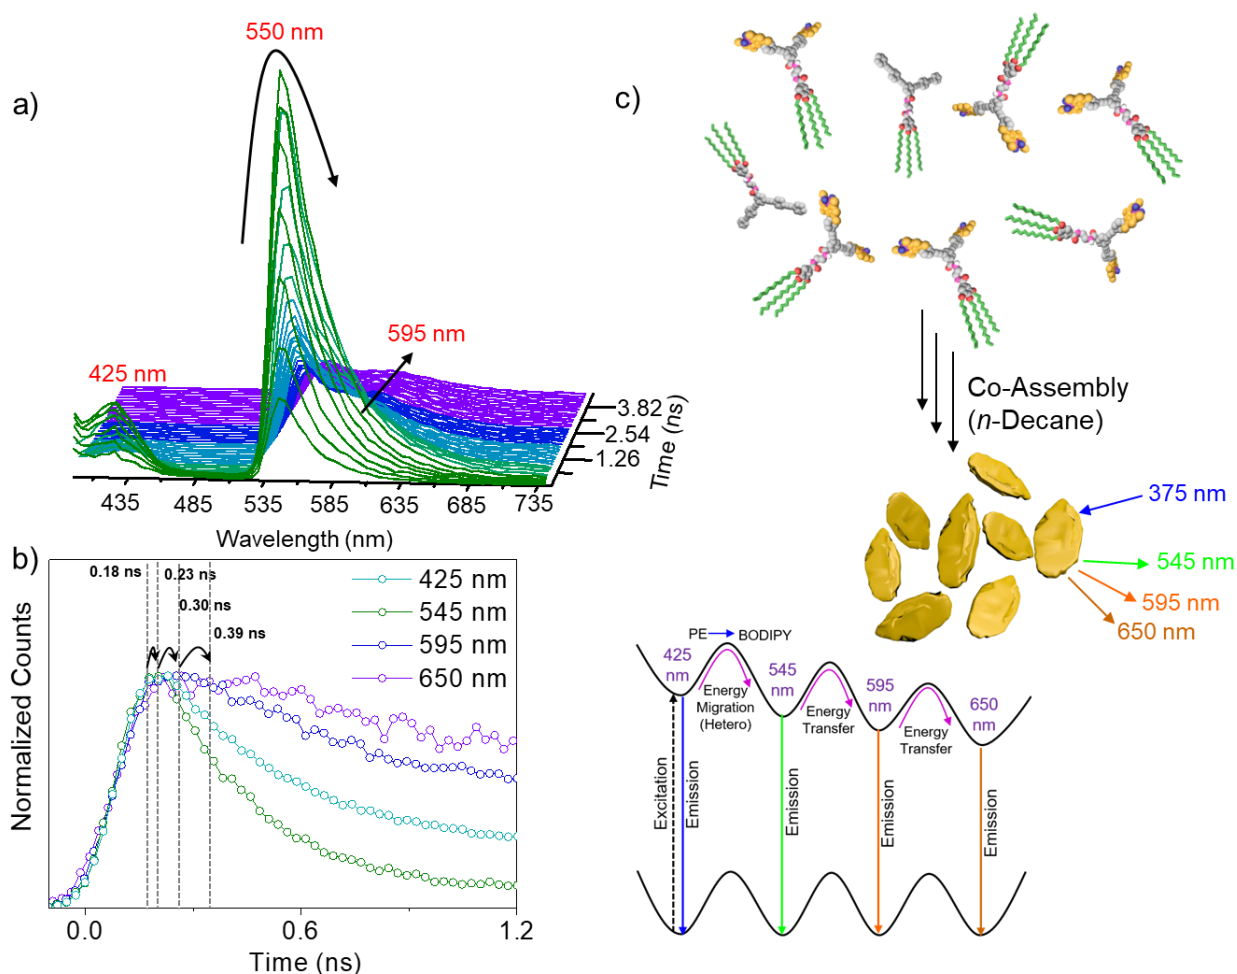 a)
550 nm
595 nm
425 nm
3.82
2.54
1.26
Time (ns)
435 485 535 585 635 685 735
Wavelength (nm)
b)
0.18 ns
0.23 ns
0.30 ns
0.39 ns
425 nm
545 nm
595 nm
650 nm
Normalized Counts
0.0 0.6 1.2
Time (ns)
c)
Co-Assembly
(n-Decane)
375 nm
545 nm
595 nm
650 nm
PE BODIPY
425
nm
545
nm
595
nm
650
nm
Energy
Migration
(Hetero)
Energy
Transfer
Energy
Transfer
Excitation
Emission
Emission
Emission
Emission